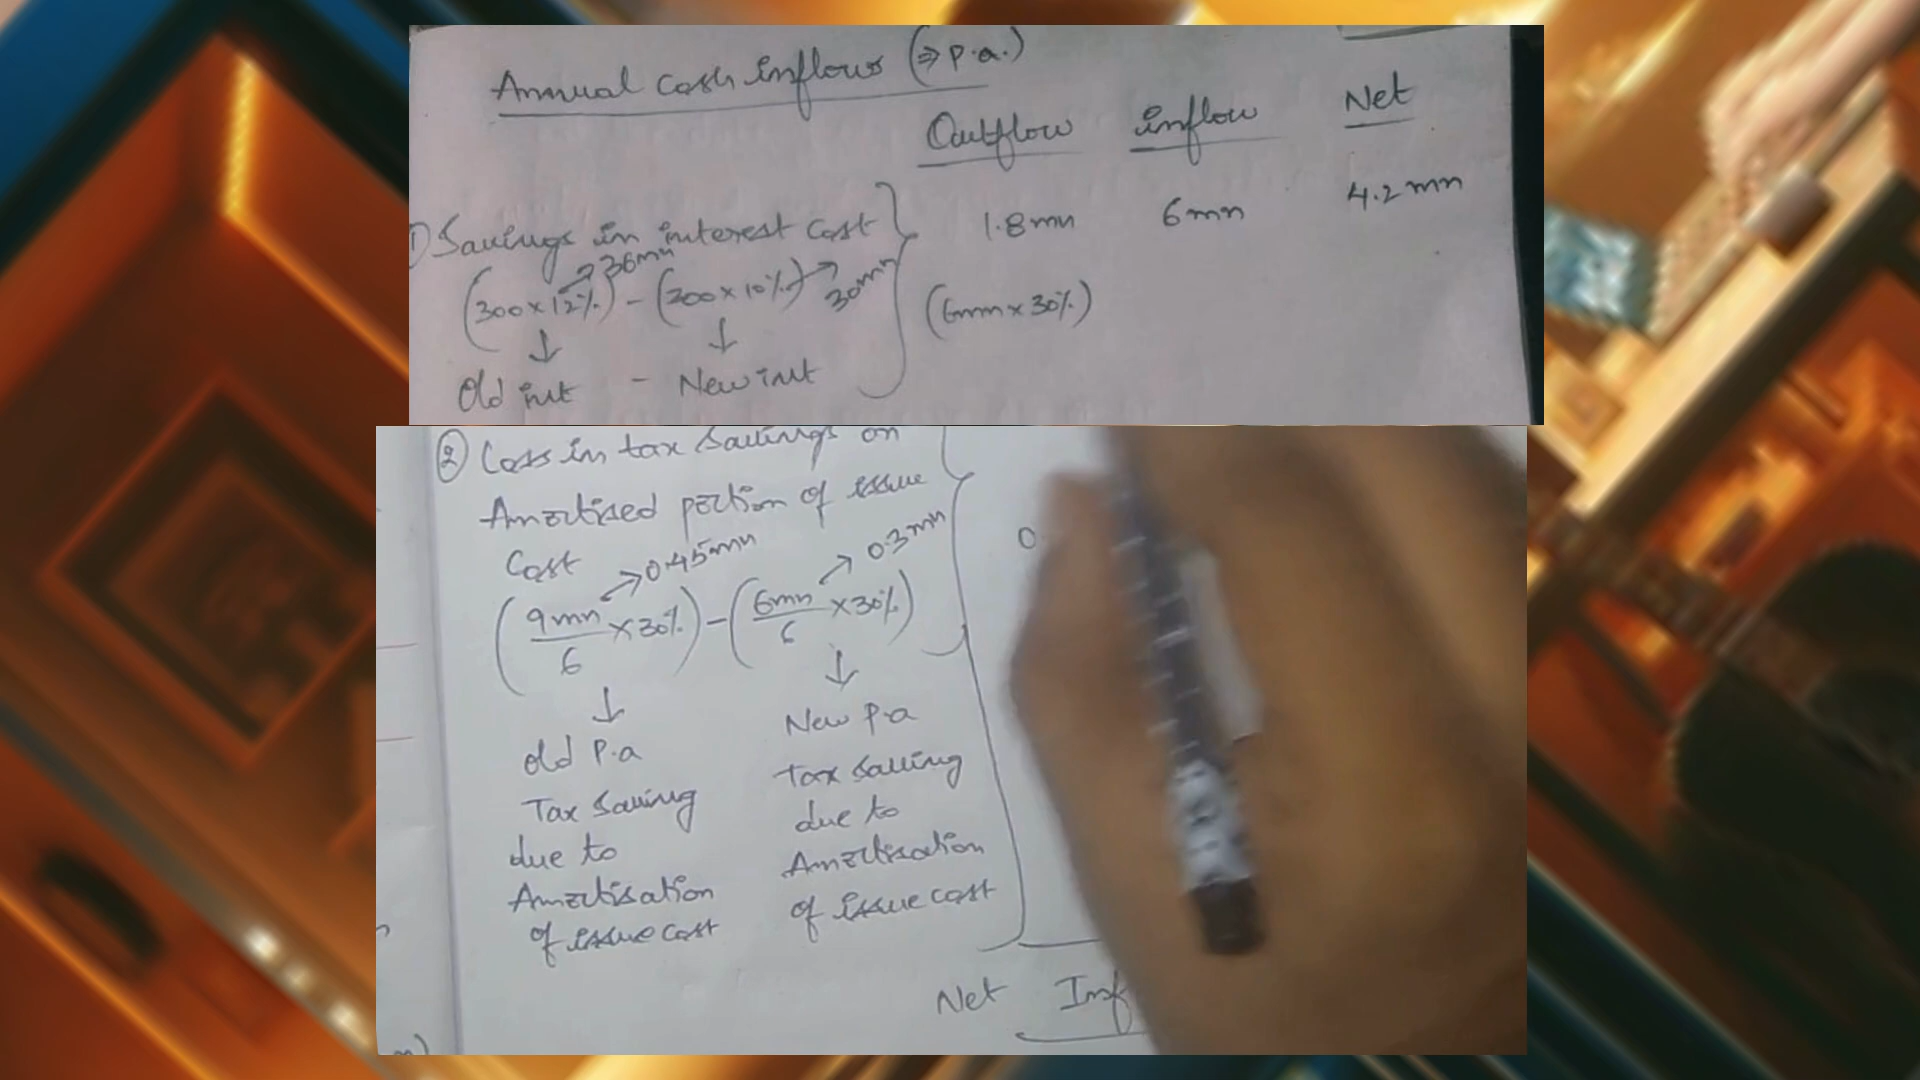 Annual Cash inflows (⇒ p.a.)
Outflow inflow Net
1) Savings in interest Cost 1.8mn 6mn 4.2mn
(300 x 12%) → 36mn - (300 x 10%) → 30mn (6mn x 30%)
Old int - New int
② Loss in tax savings on
Amortised portion of issue
Cost
(9mn/6 x 30%) → 0.45mn - (6mn/6 x 30%) → 0.3mn
old P.a New P.a
Tax Saving tax saving
due to due to
Amortisation Amortisation
of issue cost of issue cost
Net